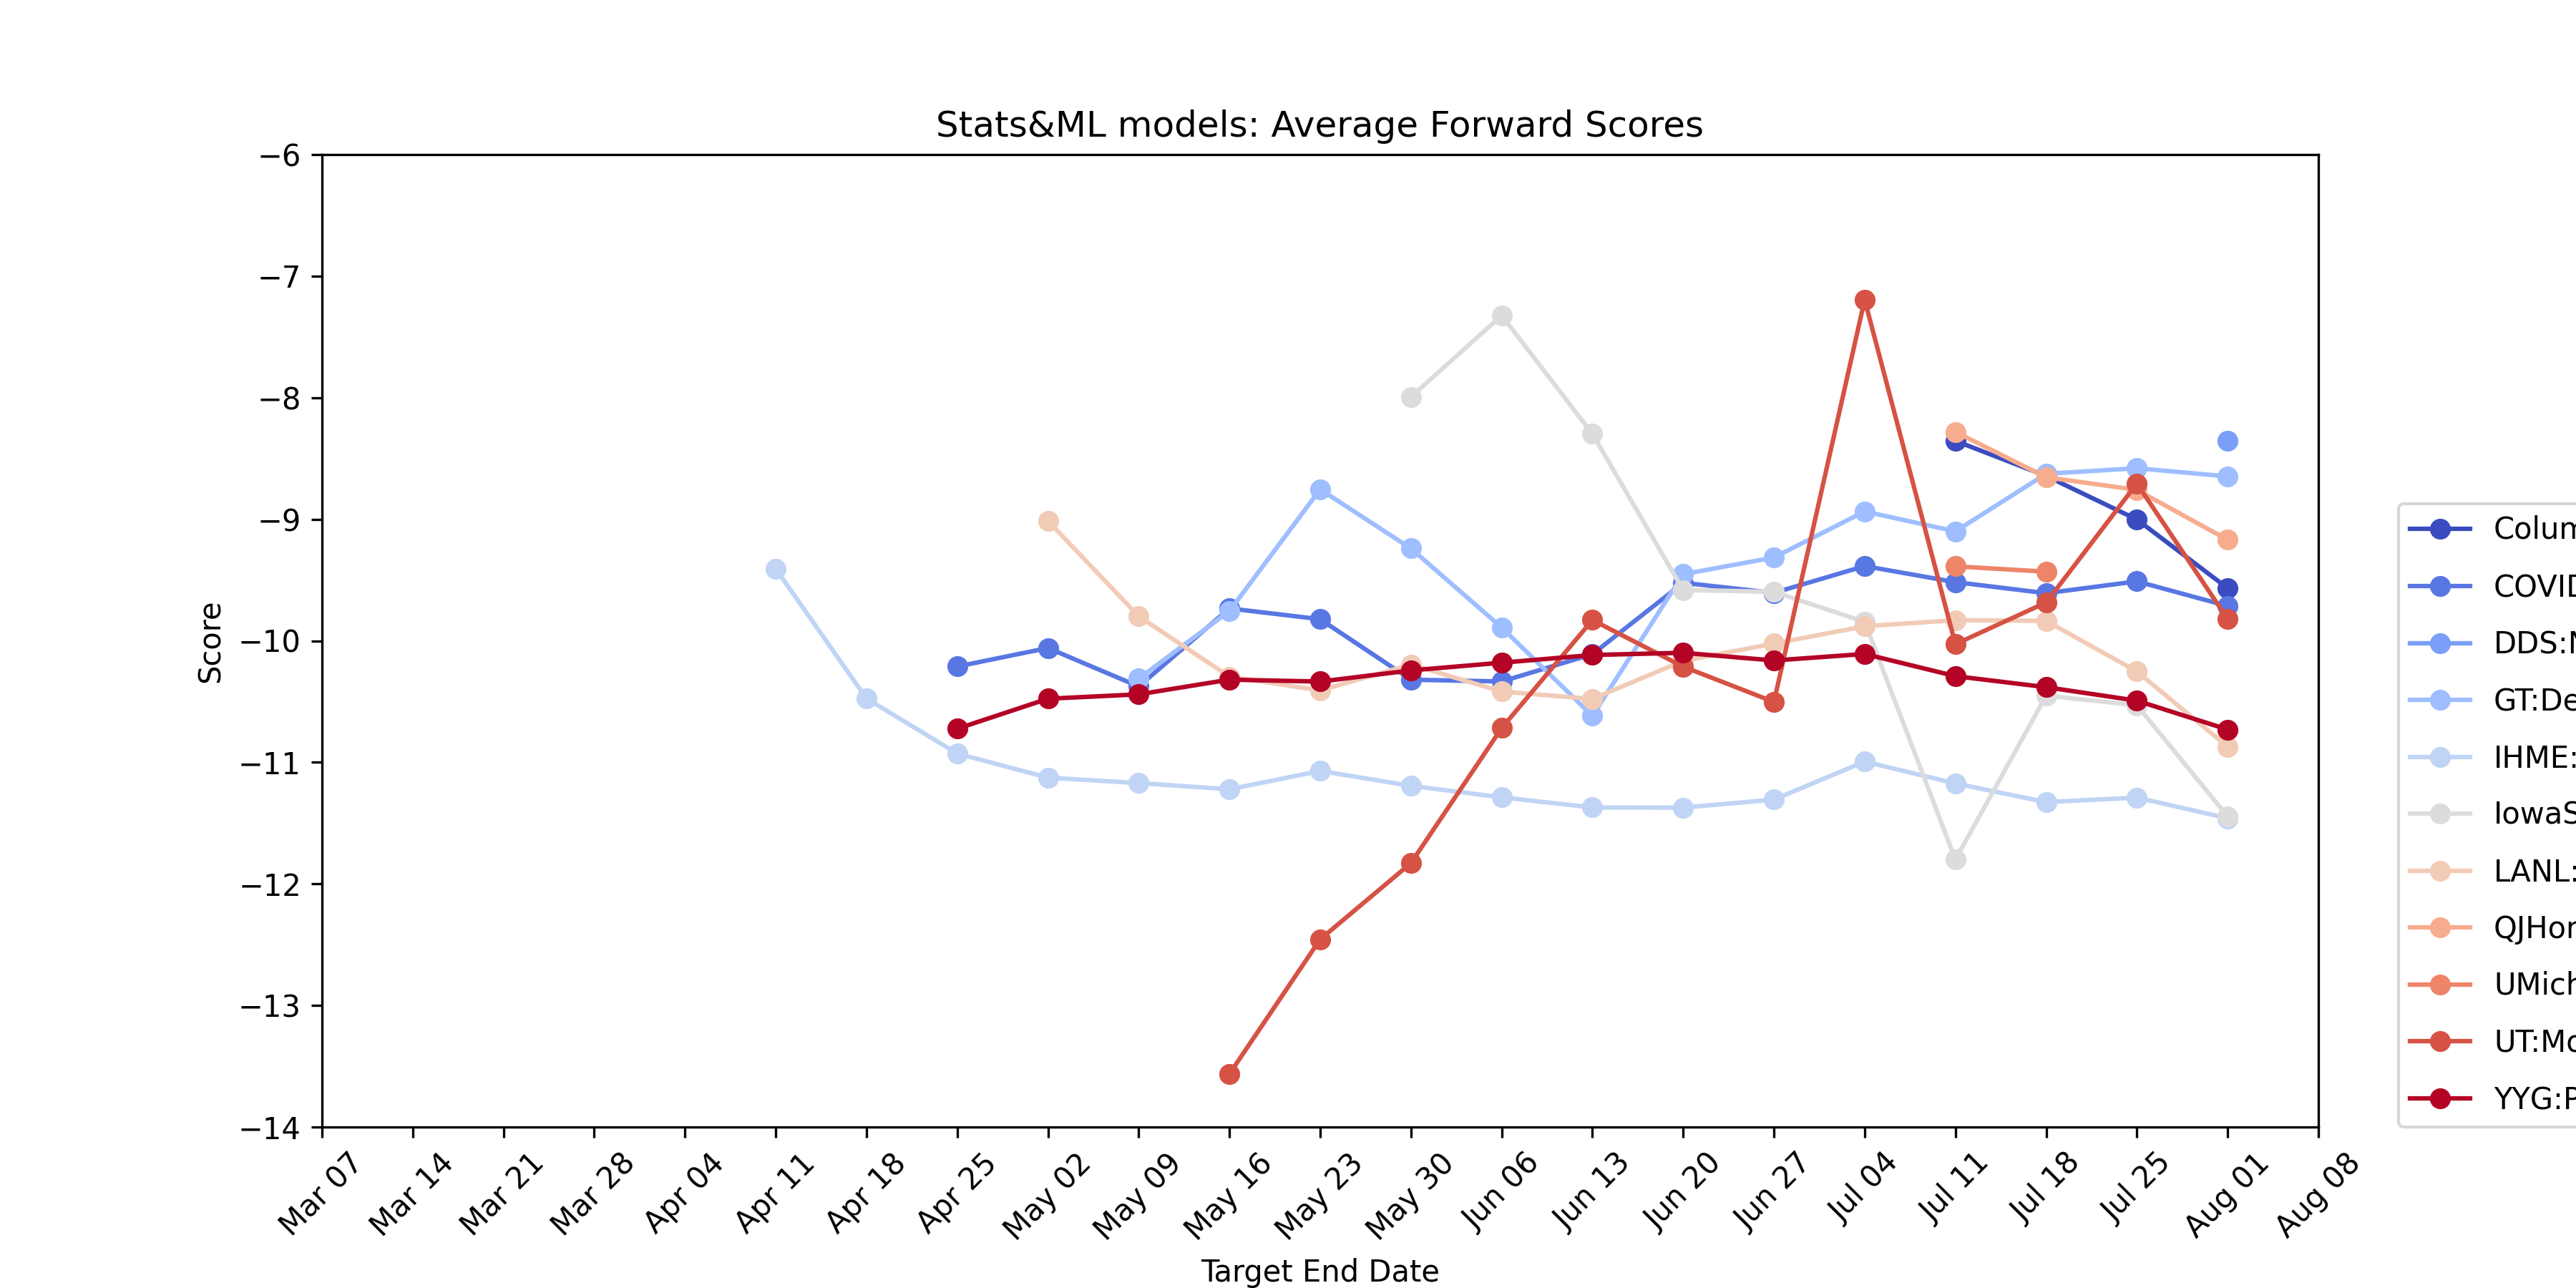 Stats&ML models: Average Forward Scores
−6
−7
−8
−9
−10
−11
−12
−13
−14
Score
Mar 07
Mar 14
Mar 21
Mar 28
Apr 04
Apr 11
Apr 18
Apr 25
May 02
May 09
May 16
May 23
May 30
Jun 06
Jun 13
Jun 20
Jun 27
Jul 04
Jul 11
Jul 18
Jul 25
Aug 01
Aug 08
Target End Date
Colum
COVID
DDS:N
GT:De
IHME:
IowaS
LANL:
QJHon
UMich
UT:Mo
YYG:P